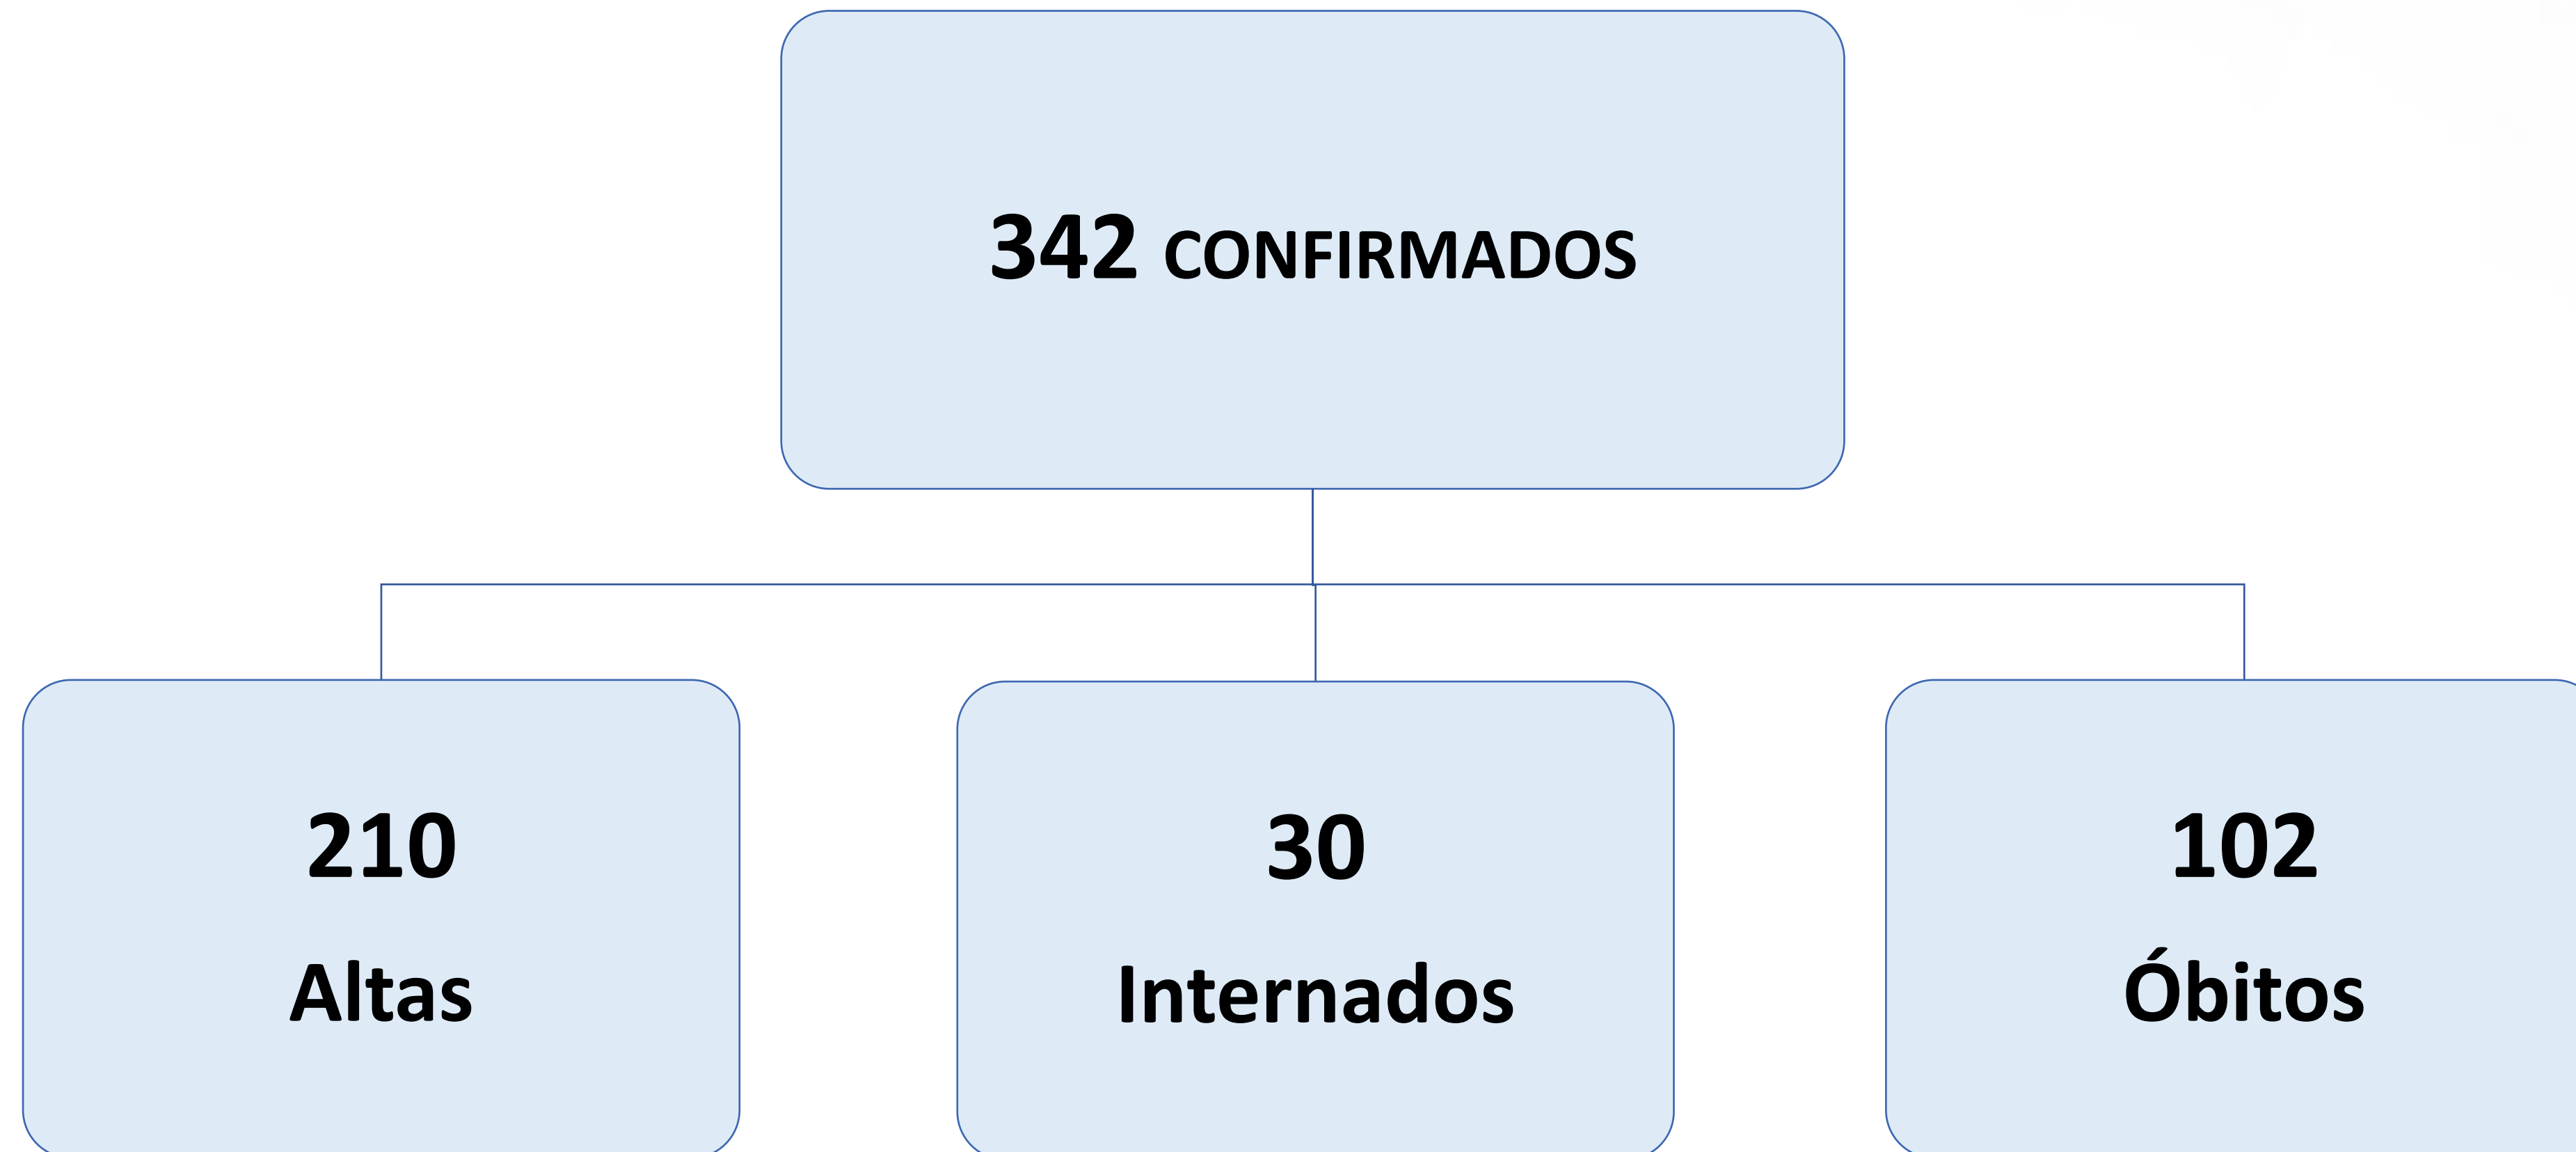 342 CONFIRMADOS
210
Altas
30
Internados
102
Óbitos